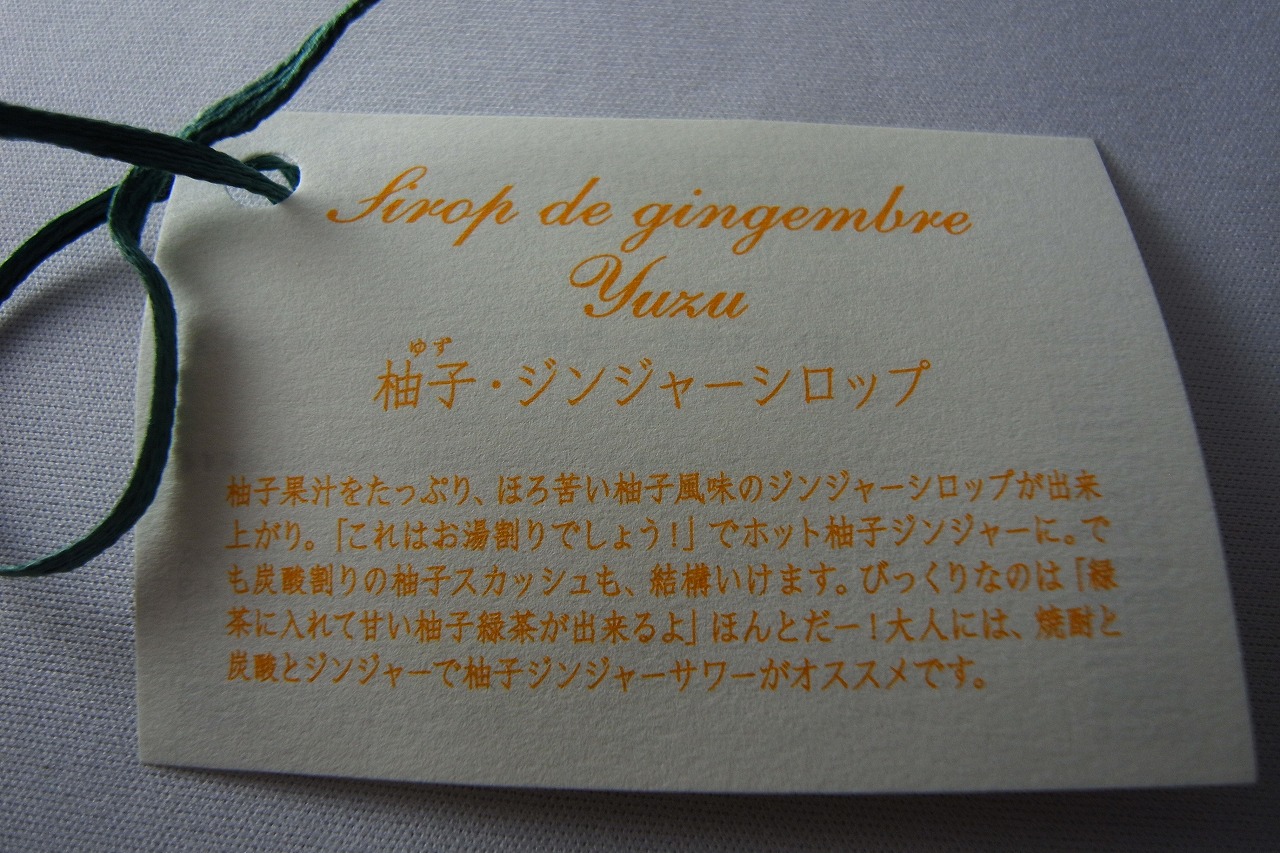 Sirop de gingembre
Yuzu
ゆず
柚子・ジンジャーシロップ
柚子果汁をたっぷり、ほろ苦い柚子風味のジンジャーシロップが出来
上がり。「これはお湯割りでしょう!」でホット柚子ジンジャーに。で
も炭酸割りの柚子スカッシュも、結構いけます。びっくりなのは「緑
茶に入れて甘い柚子緑茶が出来るよ」ほんとだー!大人には、焼酎と
炭酸とジンジャーで柚子ジンジャーサワーがオススメです。